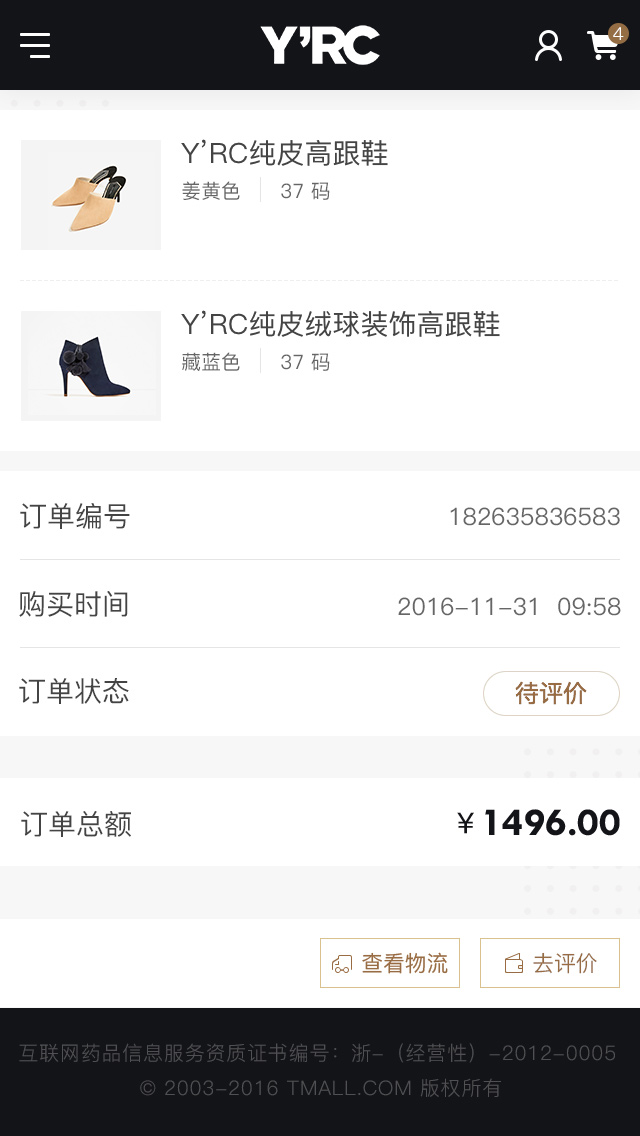 Y’RC
4
Y’RC纯皮高跟鞋
姜黄色 37 码
Y’RC纯皮绒球装饰高跟鞋
藏蓝色 37 码
订单编号 182635836583
购买时间 2016-11-31 09:58
订单状态 待评价
订单总额 ¥ 1496.00
查看物流 去评价
互联网药品信息服务资质证书编号：浙-（经营性）-2012-0005
© 2003-2016 TMALL.COM 版权所有